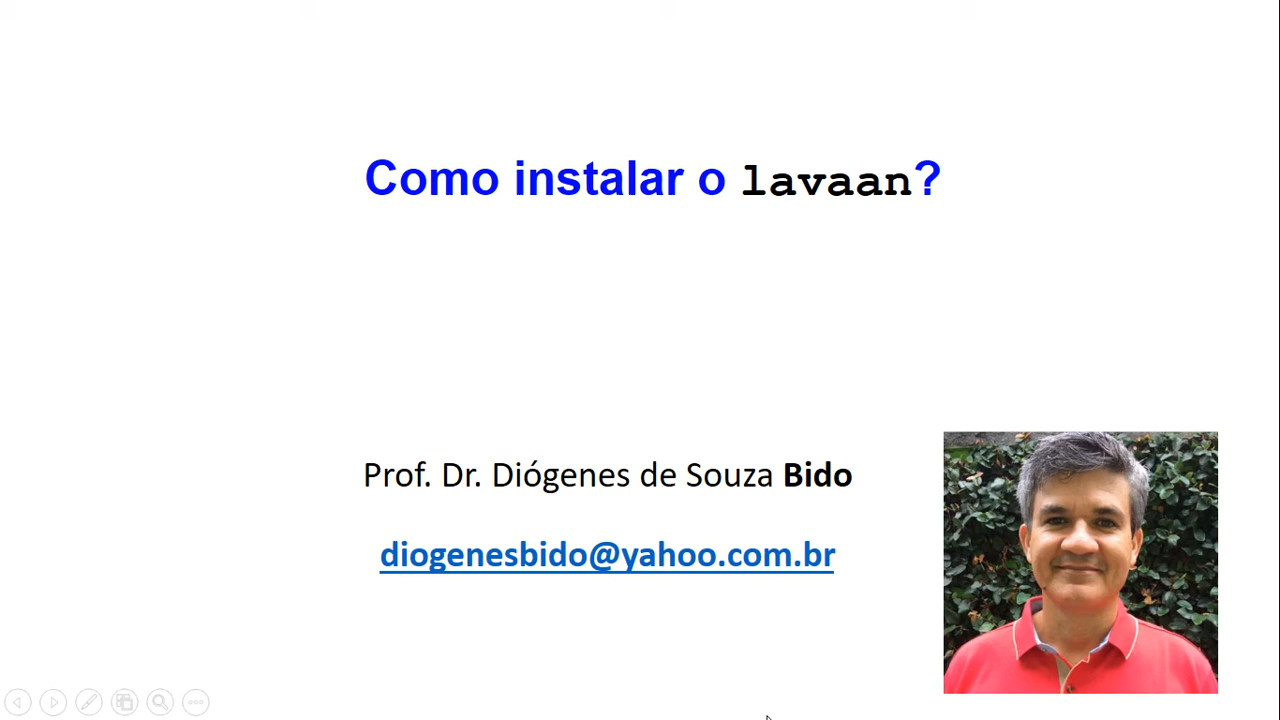 Como instalar o lavaan?
Prof. Dr. Diógenes de Souza Bido
diogenesbido@yahoo.com.br